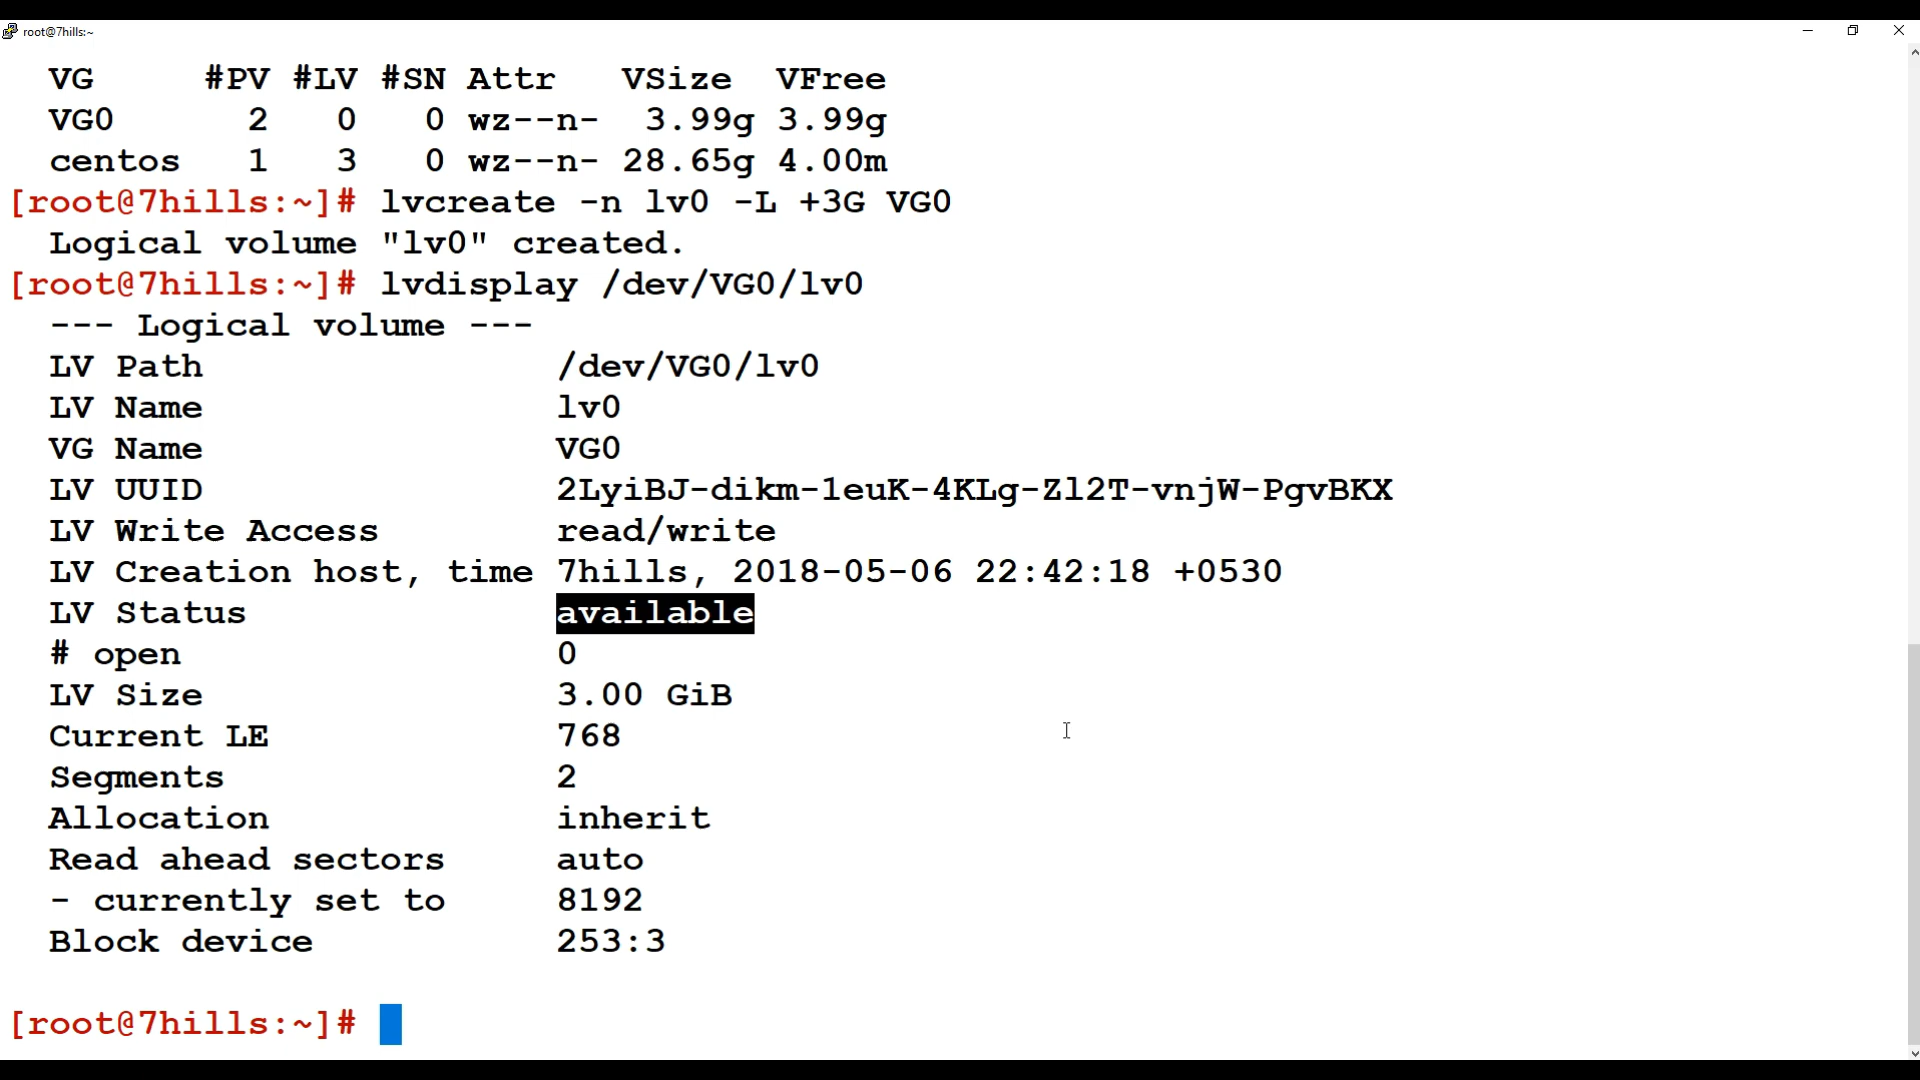 root@7hills:~
VG #PV #LV #SN Attr VSize VFree
VG0 2 0 0 wz--n- 3.99g 3.99g
centos 1 3 0 wz--n- 28.65g 4.00m
[root@7hills:~]# lvcreate -n lv0 -L +3G VG0
Logical volume "lv0" created.
[root@7hills:~]# lvdisplay /dev/VG0/lv0
--- Logical volume ---
LV Path /dev/VG0/lv0
LV Name lv0
VG Name VG0
LV UUID 2LyiBJ-dikm-1euK-4KLg-Zl2T-vnjW-PgvBKX
LV Write Access read/write
LV Creation host, time 7hills, 2018-05-06 22:42:18 +0530
LV Status available
# open 0
LV Size 3.00 GiB
Current LE 768
Segments 2
Allocation inherit
Read ahead sectors auto
- currently set to 8192
Block device 253:3
[root@7hills:~]#